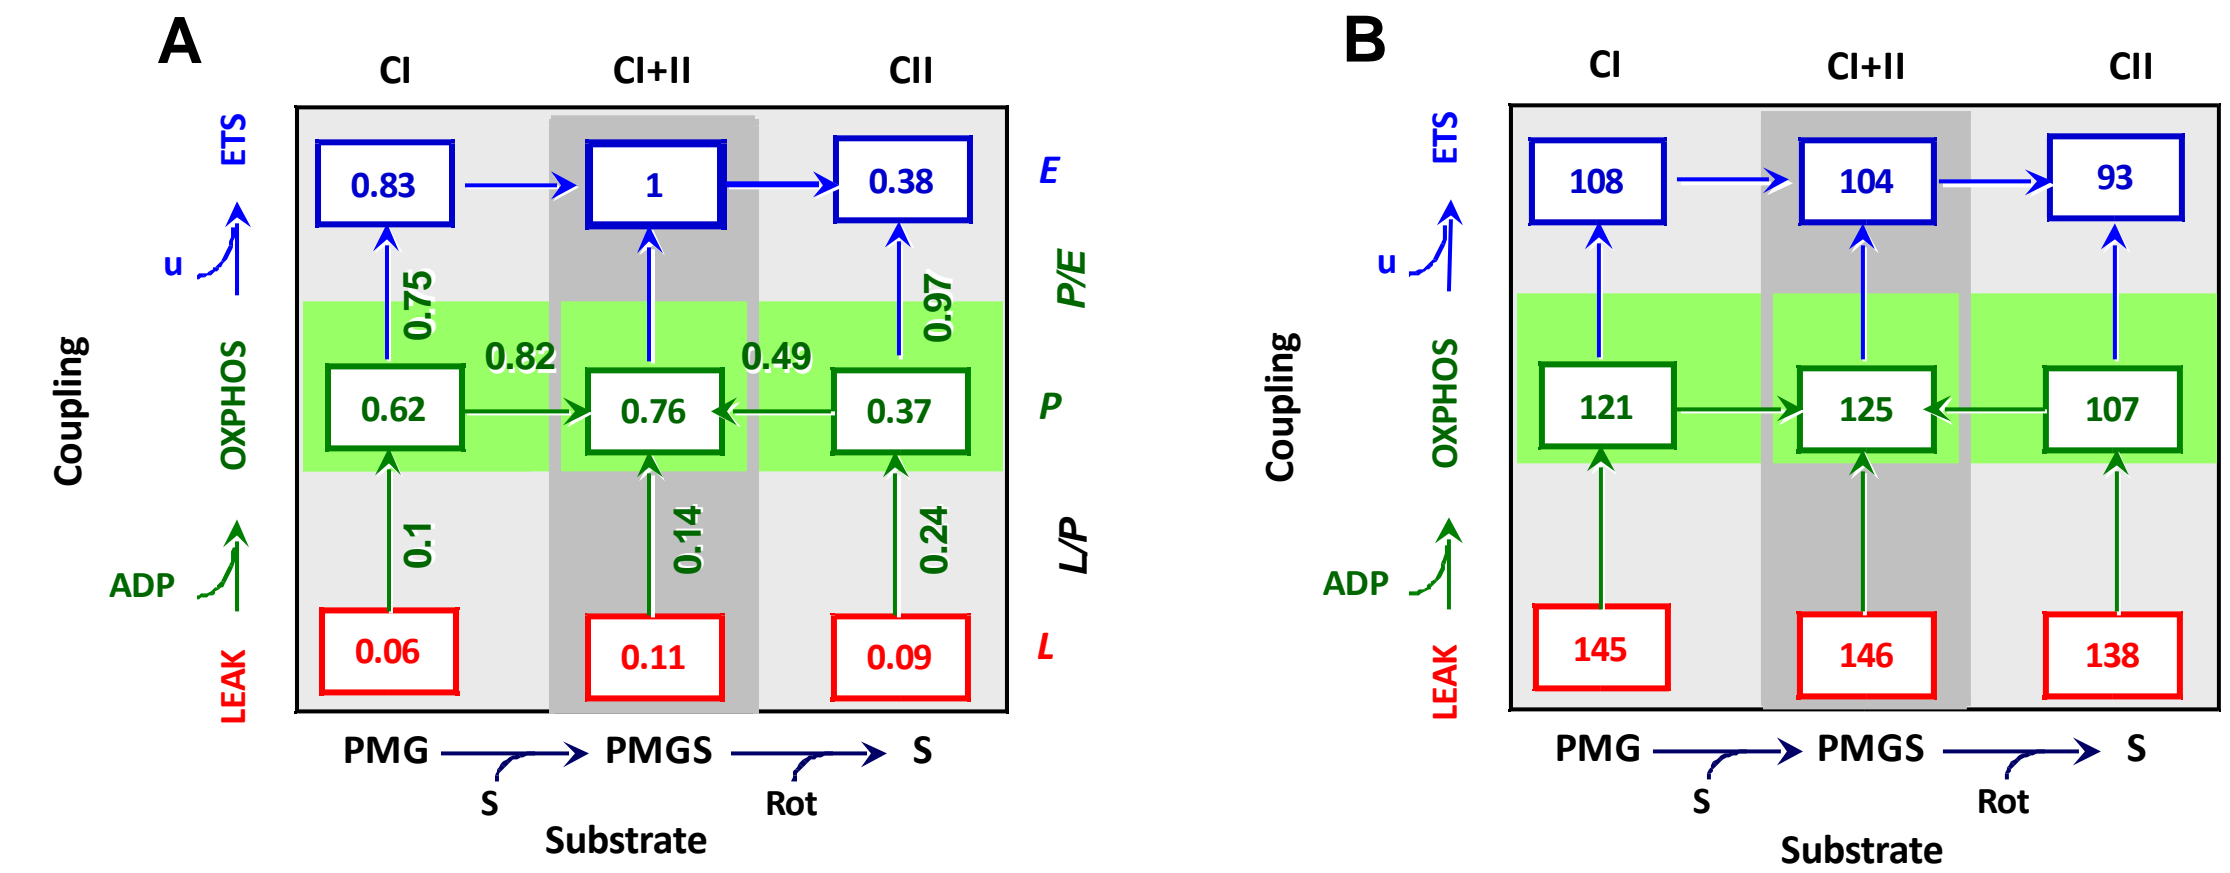 A
CI CI+II CII
ETS
0.83 1 0.38
E
u
0.75
0.97
P/E
Coupling
OXPHOS
0.82 0.49
0.62 0.76 0.37
P
ADP
0.1
0.14
0.24
L/P
LEAK
0.06 0.11 0.09
L
PMG PMGS S
S Rot
Substrate
B
CI CI+II CII
ETS
108 104 93
u
Coupling
OXPHOS
121 125 107
ADP
LEAK
145 146 138
PMG PMGS S
S Rot
Substrate